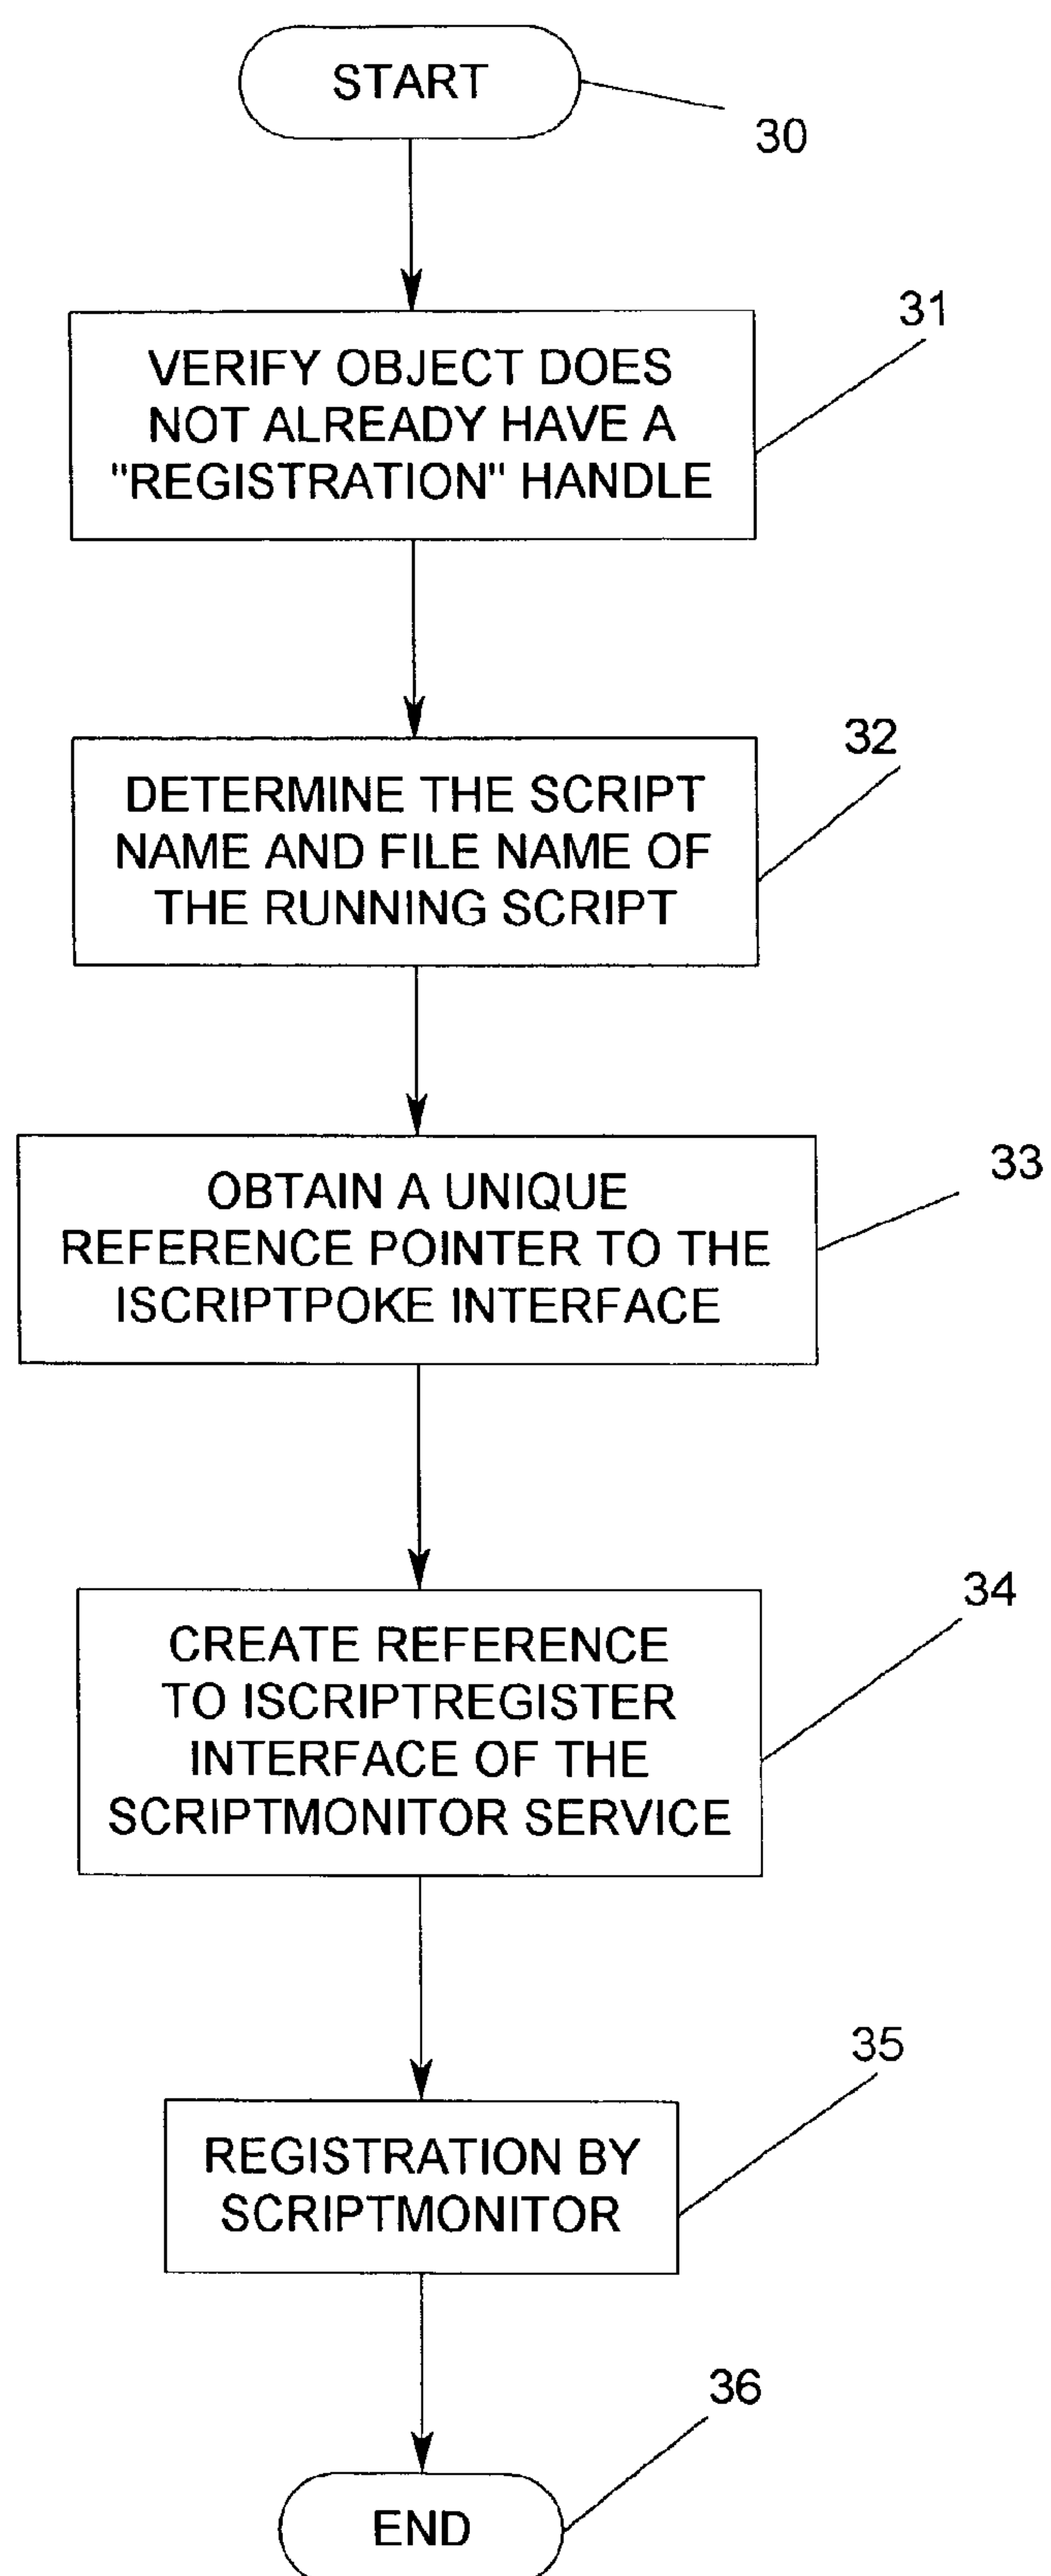 START
30
31
VERIFY OBJECT DOES
NOT ALREADY HAVE A
"REGISTRATION" HANDLE
32
DETERMINE THE SCRIPT
NAME AND FILE NAME OF
THE RUNNING SCRIPT
33
OBTAIN A UNIQUE
REFERENCE POINTER TO THE
ISCRIPTPOKE INTERFACE
34
CREATE REFERENCE
TO ISCRIPTREGISTER
INTERFACE OF THE
SCRIPTMONITOR SERVICE
35
REGISTRATION BY
SCRIPTMONITOR
36
END